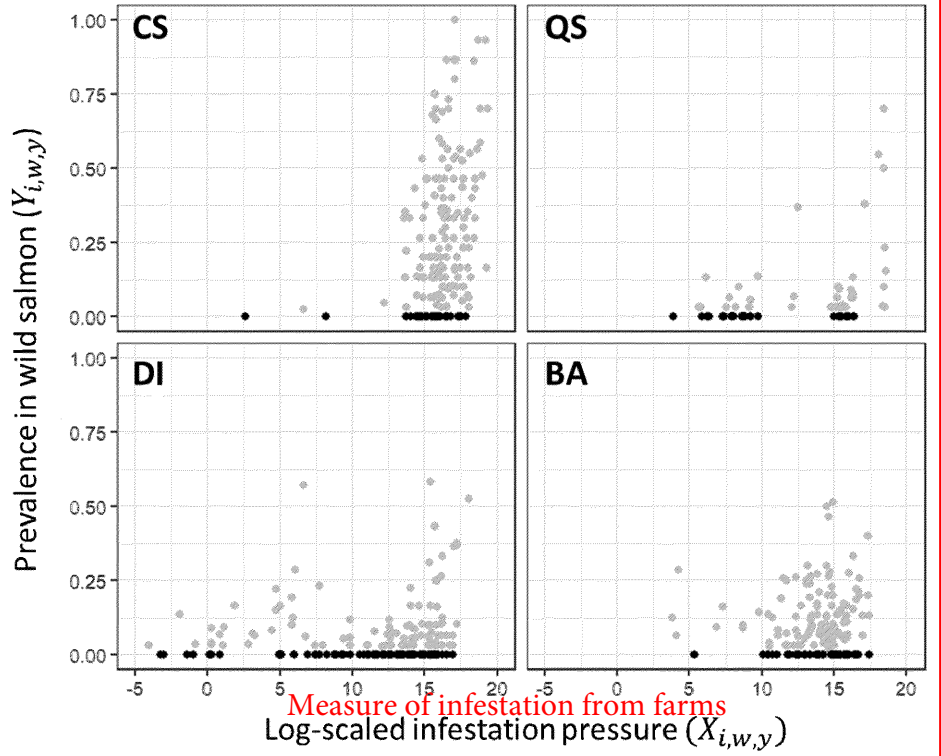 CS
QS
1.00
0.75
0.50
0.25
0.00
Prevalence in wild salmon (Y_{i,w,y})
DI
BA
1.00
0.75
0.50
0.25
0.00
-5 0 5 10 15 20
-5 0 5 10 15 20
Measure of infestation from farms
Log-scaled infestation pressure (X_{i,w,y})